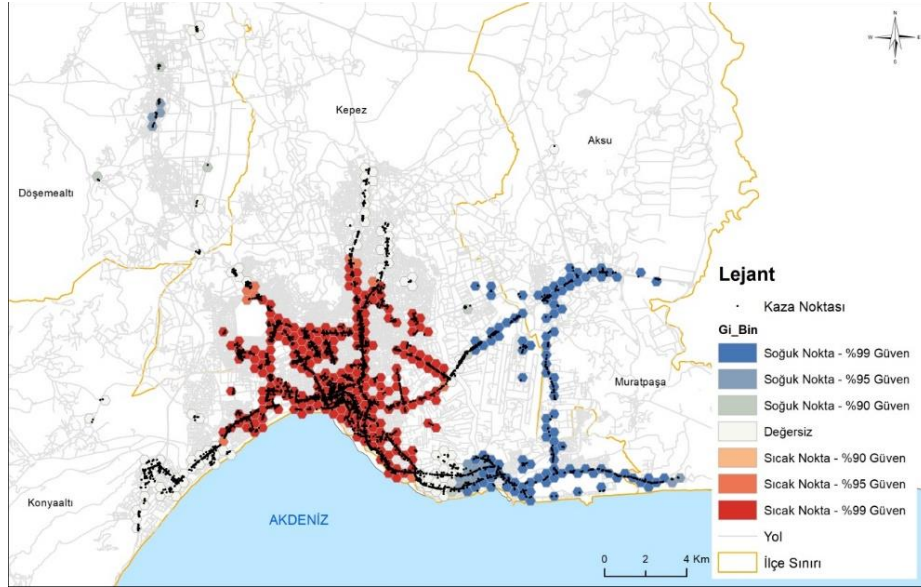 N
W
E
S
Kepez
Aksu
Döşemealtı
Muratpaşa
Konyaaltı
AKDENİZ
0 2 4 Km
Lejant
Kaza Noktası
Gi_Bin
Soğuk Nokta - %99 Güven
Soğuk Nokta - %95 Güven
Soğuk Nokta - %90 Güven
Değersiz
Sıcak Nokta - %90 Güven
Sıcak Nokta - %95 Güven
Sıcak Nokta - %99 Güven
Yol
İlçe Sınırı